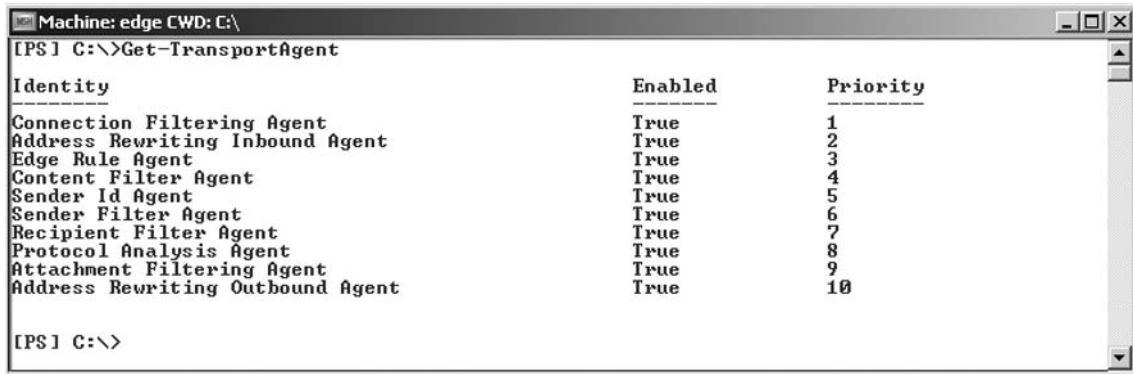 Machine: edge CWD: C:\
[PS] C:\>Get-TransportAgent
Identity Enabled Priority
-------- ------- --------
Connection Filtering Agent True 1
Address Rewriting Inbound Agent True 2
Edge Rule Agent True 3
Content Filter Agent True 4
Sender Id Agent True 5
Sender Filter Agent True 6
Recipient Filter Agent True 7
Protocol Analysis Agent True 8
Attachment Filtering Agent True 9
Address Rewriting Outbound Agent True 10
[PS] C:\>